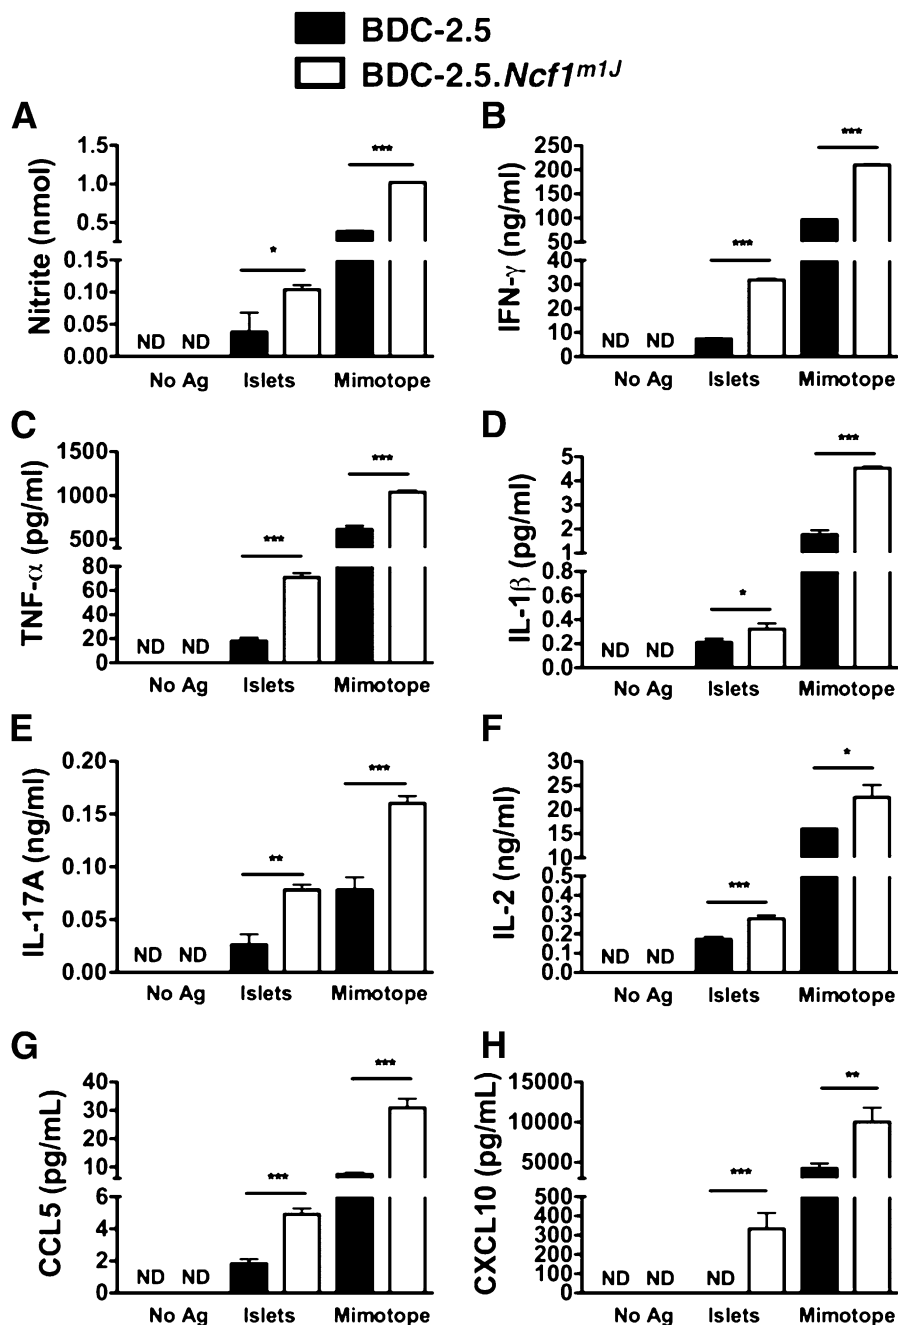 BDC-2.5
BDC-2.5.Ncf1m1J
A
Nitrite (nmol)
1.5
1.0
0.5
0.15
0.10
0.05
0.00
*
***
ND ND
No Ag Islets Mimotope
B
IFN-γ (ng/ml)
250
200
150
100
50
40
30
20
10
0
***
***
ND ND
No Ag Islets Mimotope
C
TNF-α (pg/ml)
1500
1000
500
80
60
40
20
0
***
***
ND ND
No Ag Islets Mimotope
D
IL-1β (pg/ml)
5
4
3
2
1
0.8
0.6
0.4
0.2
0.0
*
***
ND ND
No Ag Islets Mimotope
E
IL-17A (ng/ml)
0.20
0.15
0.10
0.05
0.00
**
***
ND ND
No Ag Islets Mimotope
F
IL-2 (ng/ml)
30
25
20
15
10
0.5
0.4
0.3
0.2
0.1
0.0
***
*
ND ND
No Ag Islets Mimotope
G
CCL5 (pg/mL)
40
30
20
10
6
4
2
0
***
***
ND ND
No Ag Islets Mimotope
H
CXCL10 (pg/mL)
15000
10000
5000
500
400
300
200
100
0
***
**
ND ND ND
No Ag Islets Mimotope